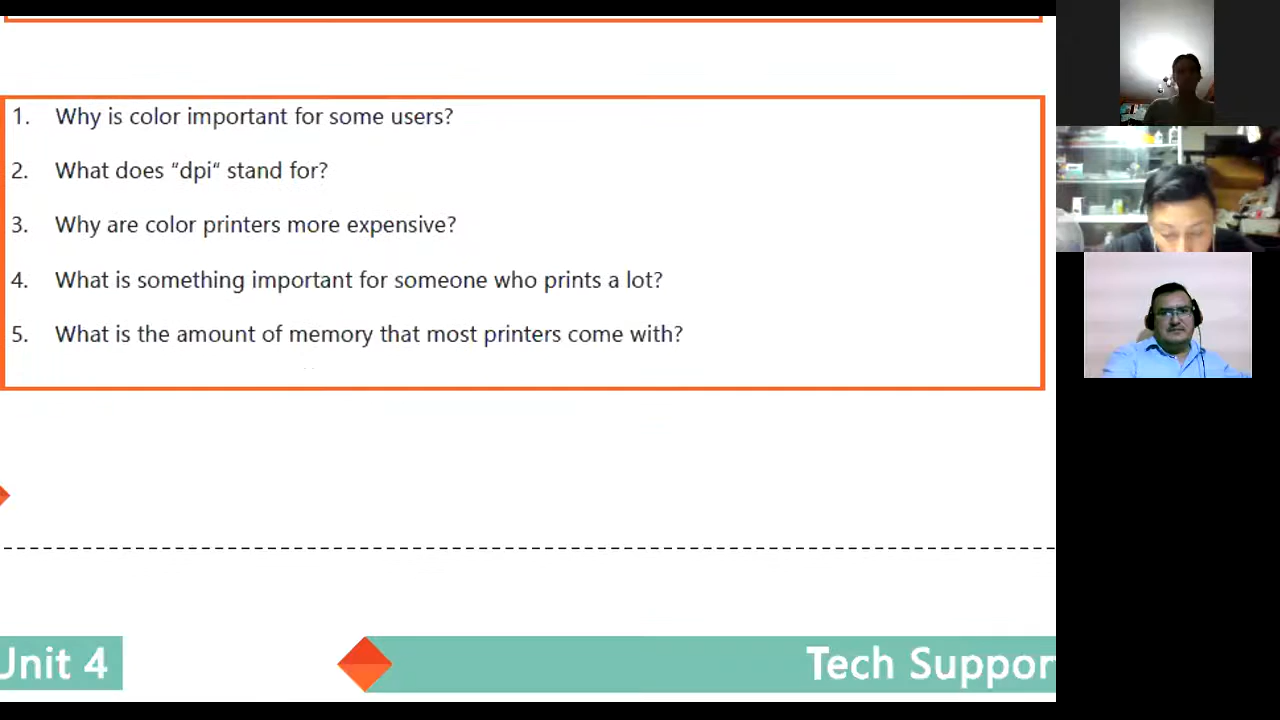 1. Why is color important for some users?
2. What does “dpi“ stand for?
3. Why are color printers more expensive?
4. What is something important for someone who prints a lot?
5. What is the amount of memory that most printers come with?
Unit 4
Tech Suppor